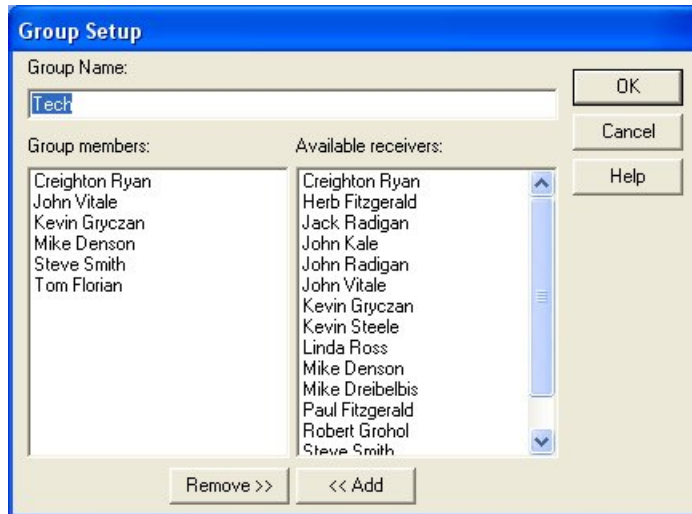 Group Setup
Group Name:
Tech
OK
Cancel
Help
Group members:
Creighton Ryan
John Vitale
Kevin Gryczan
Mike Denson
Steve Smith
Tom Florian
Available receivers:
Creighton Ryan
Herb Fitzgerald
Jack Radigan
John Kale
John Radigan
John Vitale
Kevin Gryczan
Kevin Steele
Linda Ross
Mike Denson
Mike Dreibelbis
Paul Fitzgerald
Robert Grohol
Steve Smith
Remove >>
<< Add